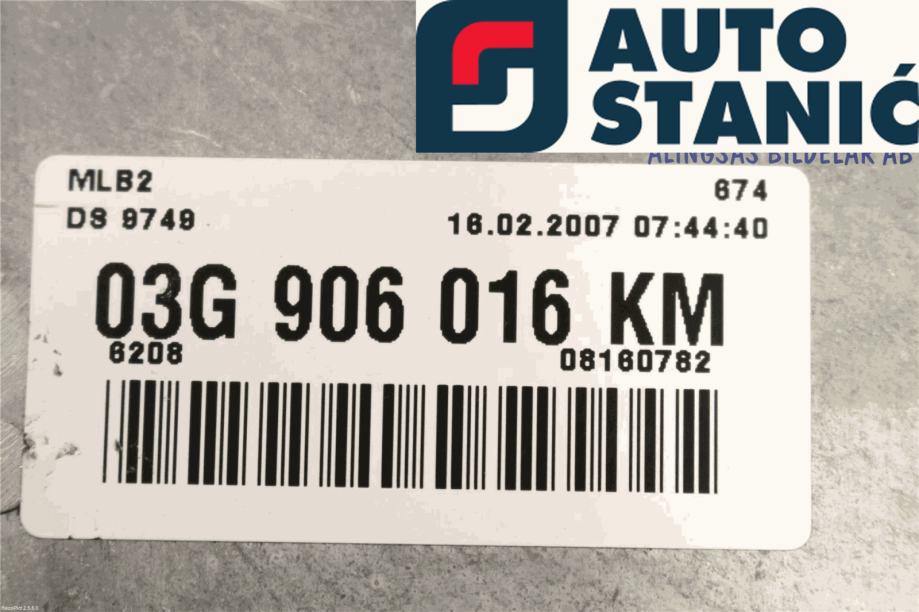 AUTO
STANIĆ
ALINGSÅS BILDELAR AB
MLB2
674
DS 9749
16.02.2007 07:44:40
03G 906 016 KM
6208
08160782